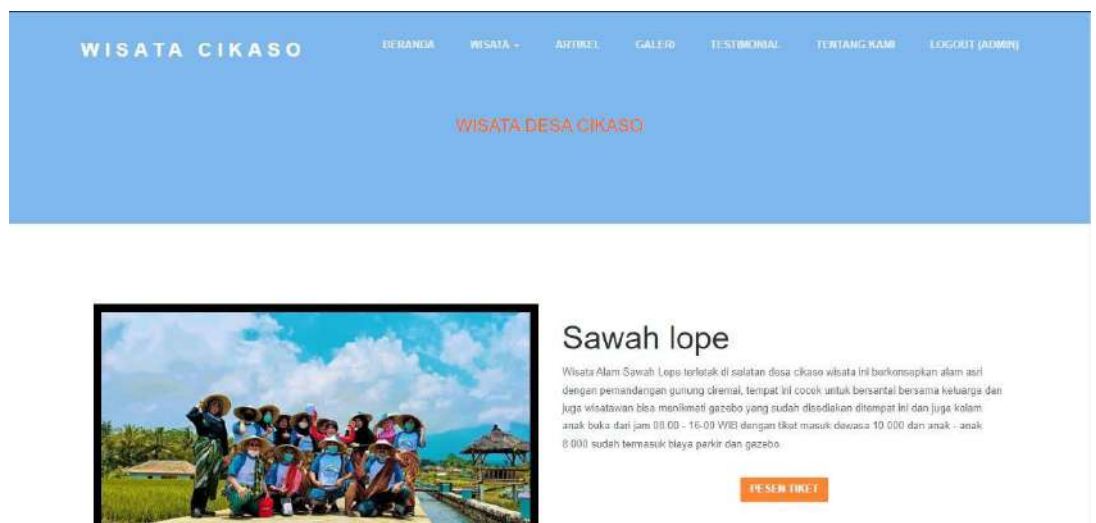 WISATA CIKASO
BERANDA WISATA ARTIKEL GALERI TESTIMONIAL TENTANG KAMI LOGOUT (ADMIN)
WISATA DESA CIKASO
Sawah lope
Wisata Alam Sawah Lope terletak di selatan desa cikaso wisata ini berkonsepkan alam asri
dengan pemandangan gunung ciremai, tempat ini cocok untuk bersantai bersama keluarga dan
juga wisatawan bisa menikmati gazebo yang sudah disediakan ditempat ini dan juga kolam
anak buka dari jam 08.00 - 16-00 WIB dengan tiket masuk dewasa 10 000 dan anak - anak
8 000 sudah termasuk biaya parkir dan gazebo.
PESEN TIKET